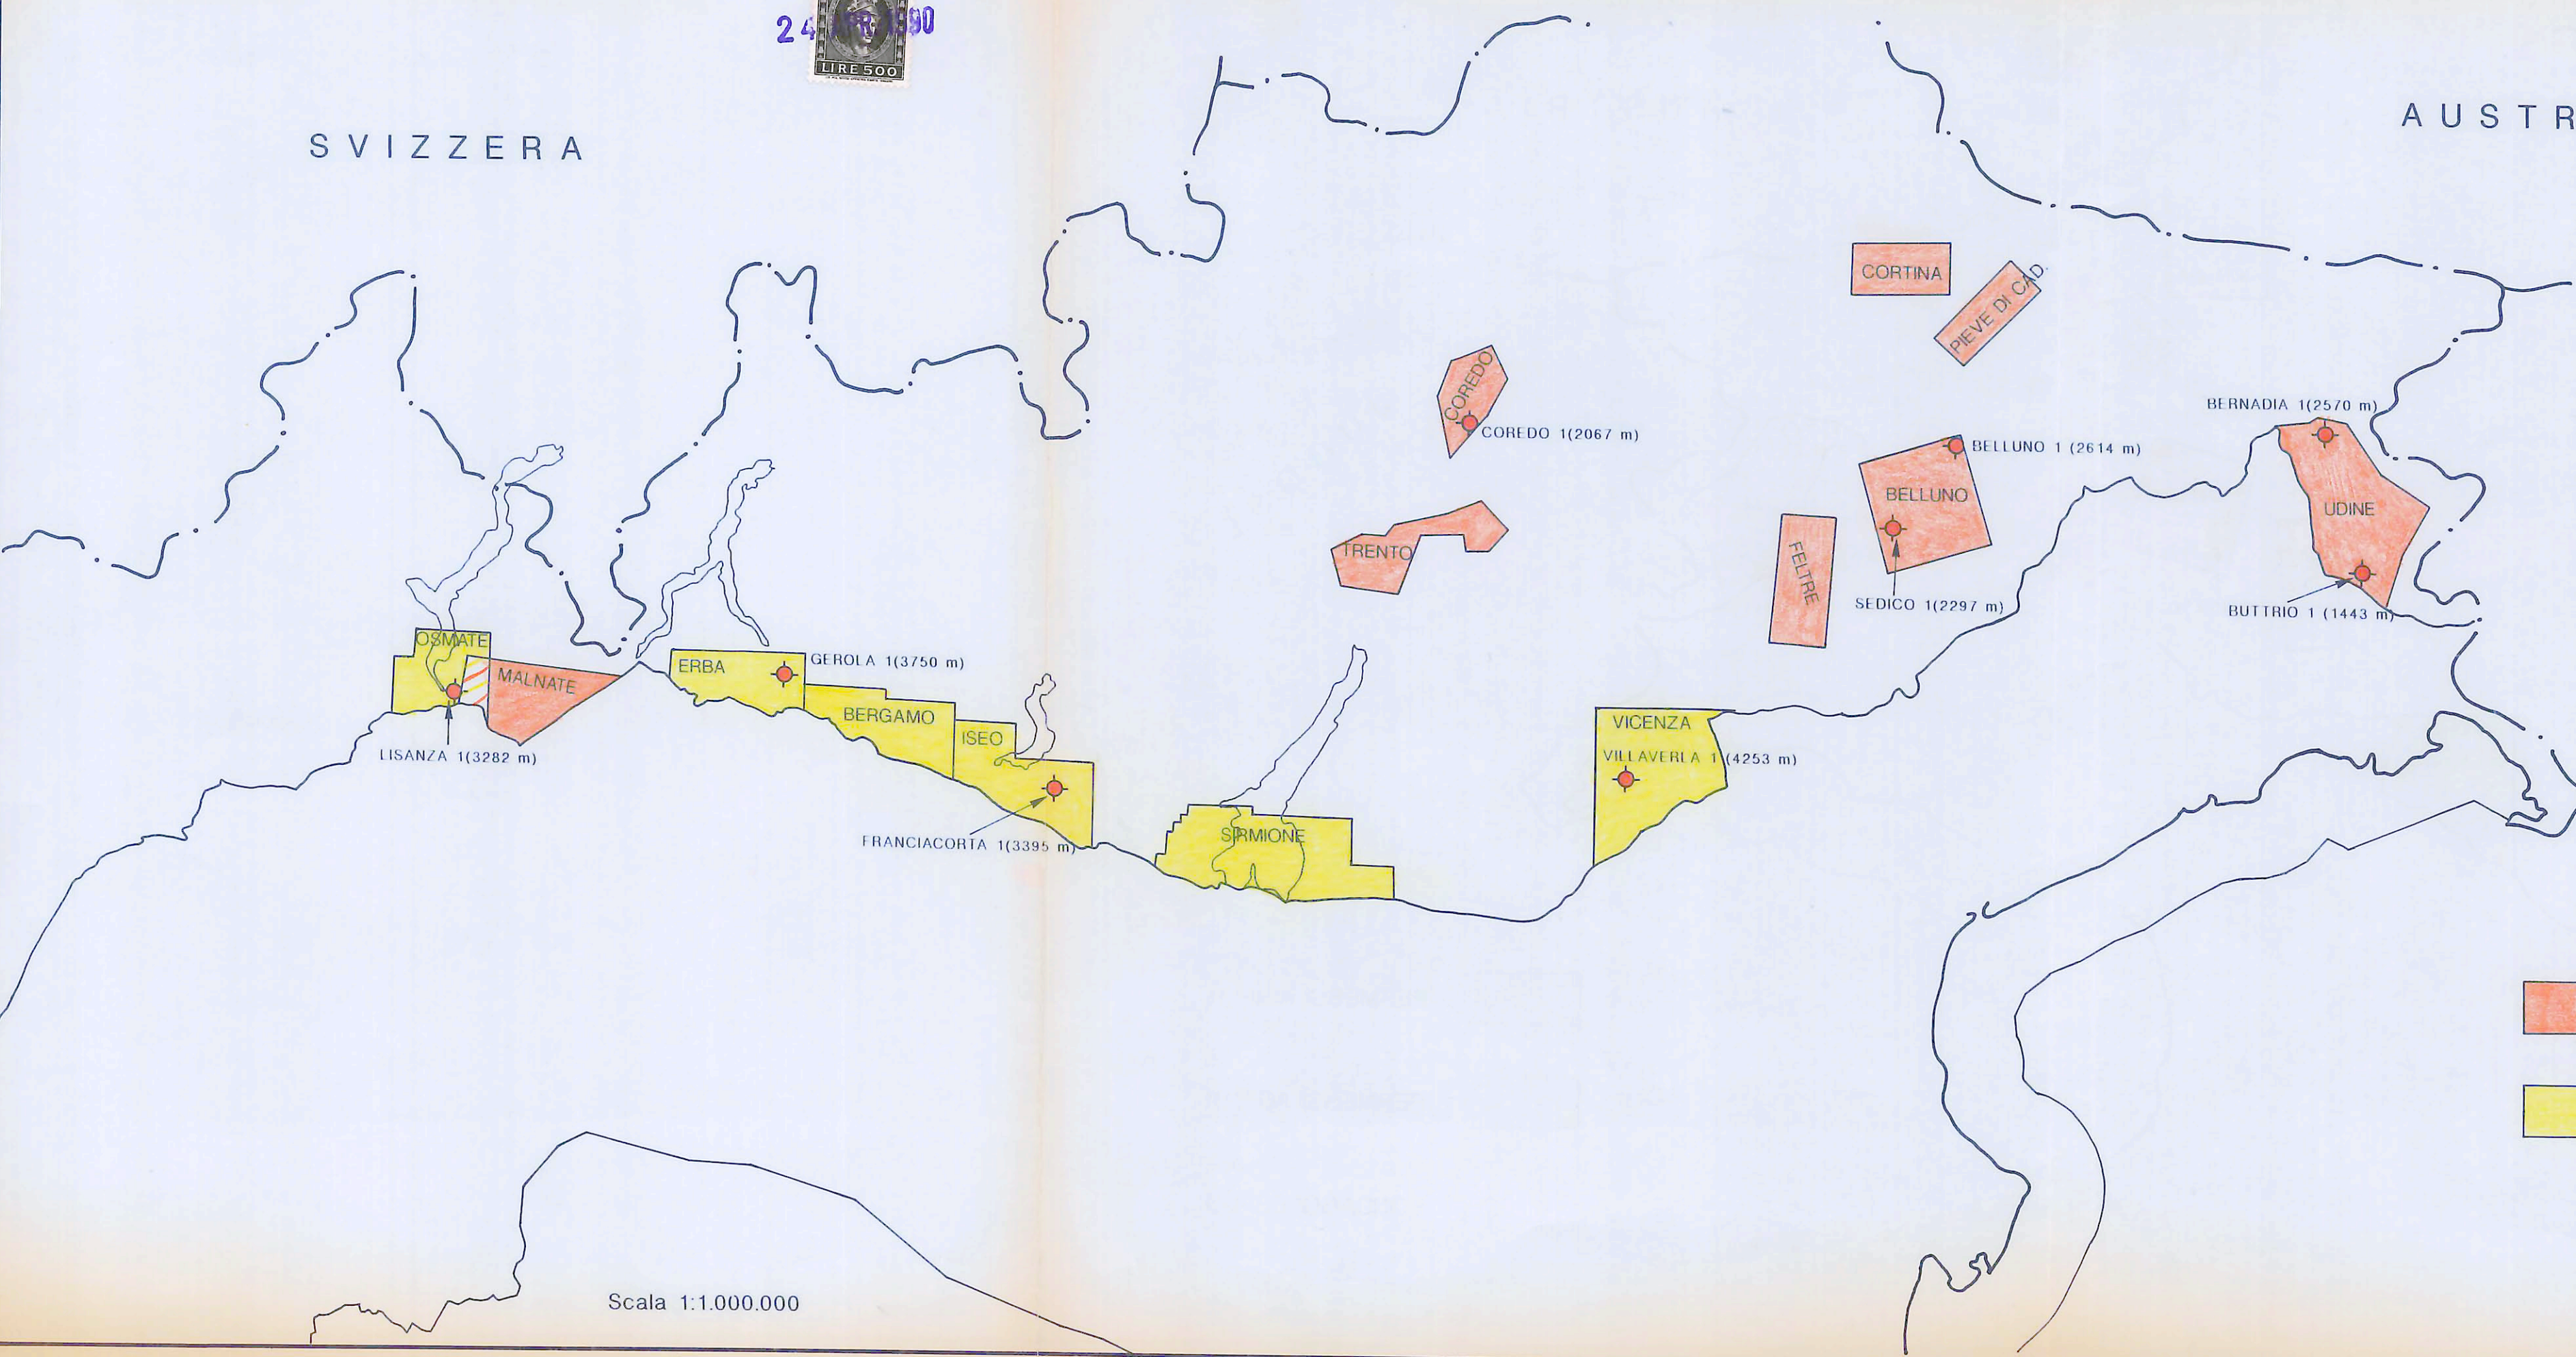 24 APR. 1990
LIRE 500
SVIZZERA
AUSTR
CORTINA
PIEVE DI CAD.
COREDO
COREDO 1(2067 m)
BERNADIA 1(2570 m)
BELLUNO 1 (2614 m)
BELLUNO
UDINE
TRENTO
FELTRE
SEDICO 1(2297 m)
BUTTRIO 1 (1443 m)
OSMATE
MALNATE
ERBA
GEROLA 1(3750 m)
BERGAMO
ISEO
VICENZA
VILLAVERLA 1 (4253 m)
LISANZA 1(3282 m)
FRANCIACORTA 1(3395 m)
SIRMIONE
Scala 1:1.000.000